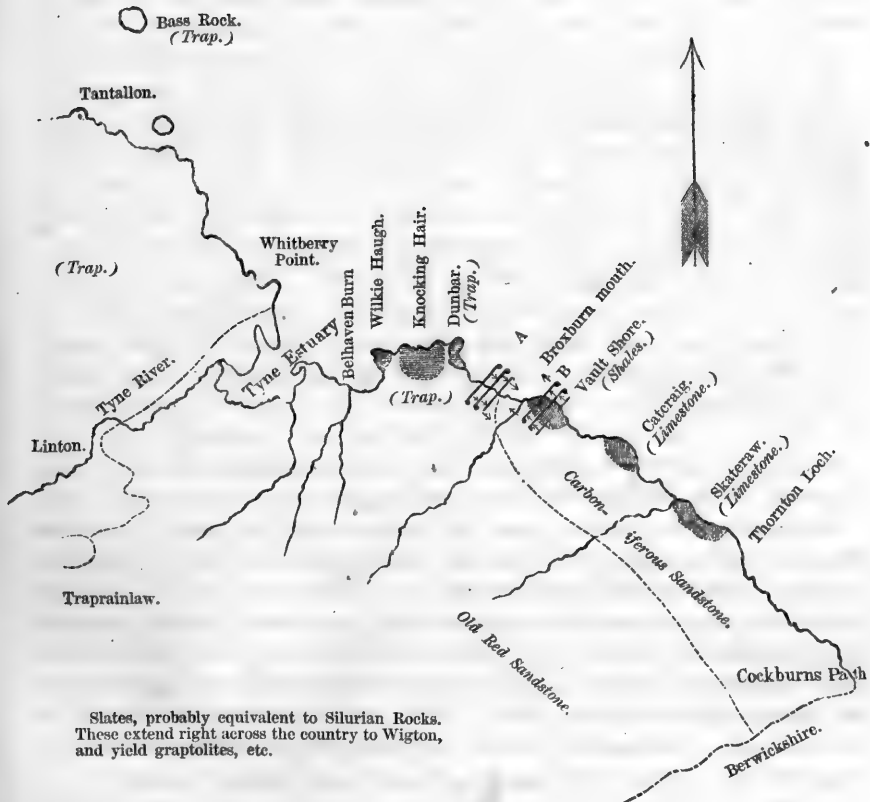 Bass Rock.
(Trap.)
Tantallon.
Whitberry
Point.
(Trap.)
Belhaven Burn
Wilkie Haugh.
Knocking Hair.
Dunbar.
(Trap.)
A
Broxburn mouth.
B
Vault Shore.
(Shales.)
Catcraig.
(Limestone.)
Skateraw.
(Limestone.)
Thornton Loch.
Tyne River.
Tyne Estuary
(Trap.)
Linton.
Carbon-
iferous Sandstone.
Traprainlaw.
Old Red Sandstone.
Cockburns Path
Berwickshire.
Slates, probably equivalent to Silurian Rocks.
These extend right across the country to Wigton,
and yield graptolites, etc.